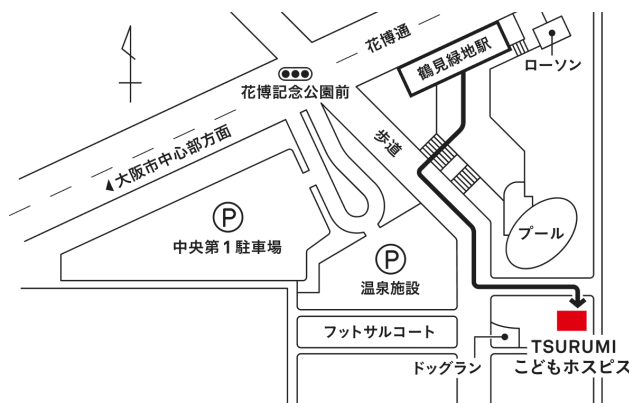 花博通
鶴見緑地駅
ローソン
花博記念公園前
歩道
大阪市中心部方面
P
中央第1駐車場
プール
P
温泉施設
フットサルコート
ドッグラン
TSURUMI
こどもホスピス